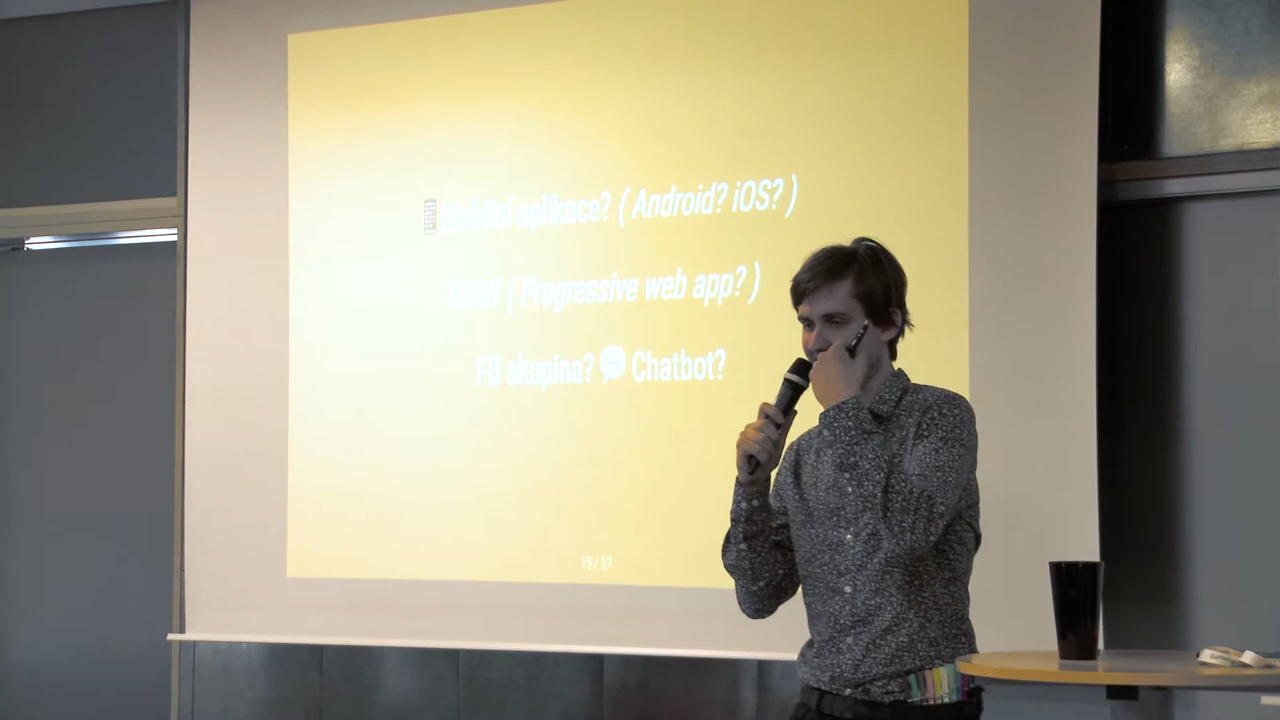 Mobilní aplikace? ( Android? iOS? )
Web? ( Progressive web app? )
FB skupina? 💬 Chatbot?
15 / 27